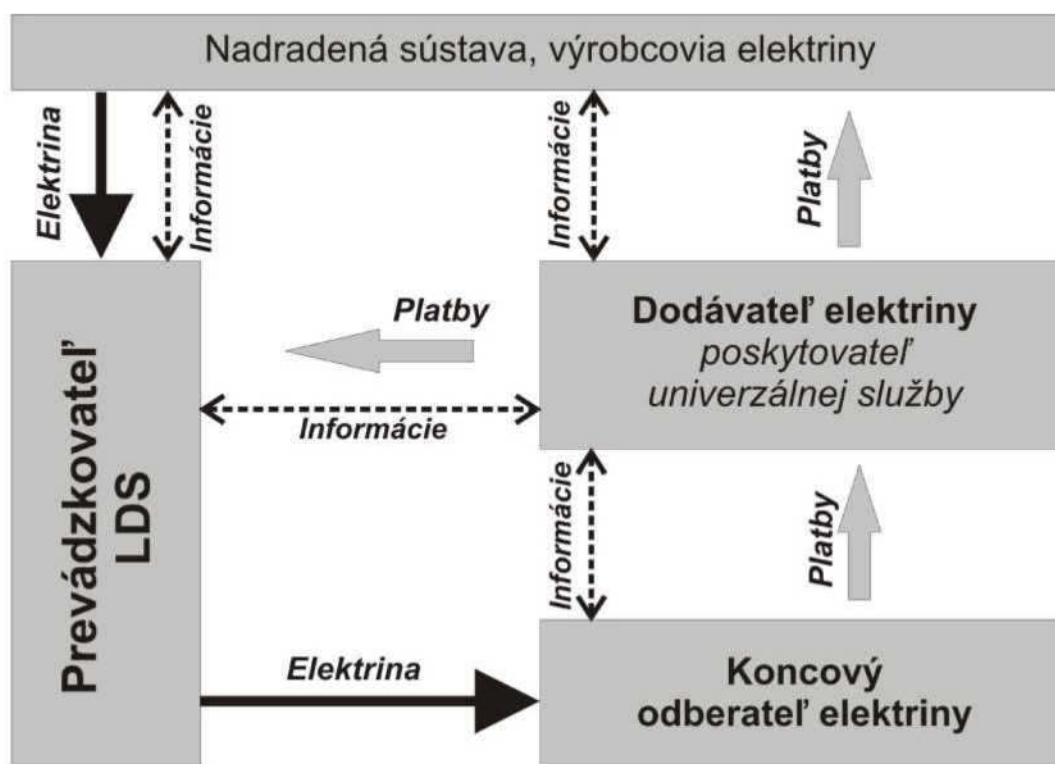 Nadradená sústava, výrobcovia elektriny
Elektrina
Informácie
Informácie
Platby
Prevádzkovateľ
LDS
Platby
Informácie
Dodávateľ elektriny
poskytovateľ
univerzálnej služby
Informácie
Platby
Elektrina
Koncový
odberateľ elektriny